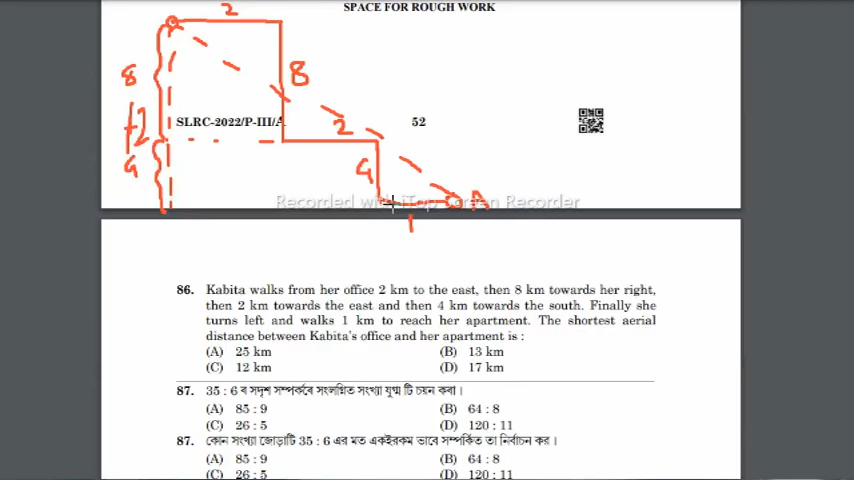 SPACE FOR ROUGH WORK
2
8
8
+2
SLRC-2022/P-III/A
2
52
4
4
A
Recorded with iTop Screen Recorder
1
86. Kabita walks from her office 2 km to the east, then 8 km towards her right,
then 2 km towards the east and then 4 km towards the south. Finally she
turns left and walks 1 km to reach her apartment. The shortest aerial
distance between Kabita's office and her apartment is :
(A) 25 km (B) 13 km
(C) 12 km (D) 17 km
87. 35 : 6 ৰ সদৃশ সম্পৰ্কৰে সংলগ্নিত সংখ্যা যুগ্ম টি চয়ন কৰা ।
(A) 85 : 9 (B) 64 : 8
(C) 26 : 5 (D) 120 : 11
87. কোন সংখ্যা জোড়াটি 35 : 6 এর মত একইরকম ভাবে সম্পর্কিত তা নির্বাচন কর ।
(A) 85 : 9 (B) 64 : 8
(C) 26 : 5 (D) 120 : 11